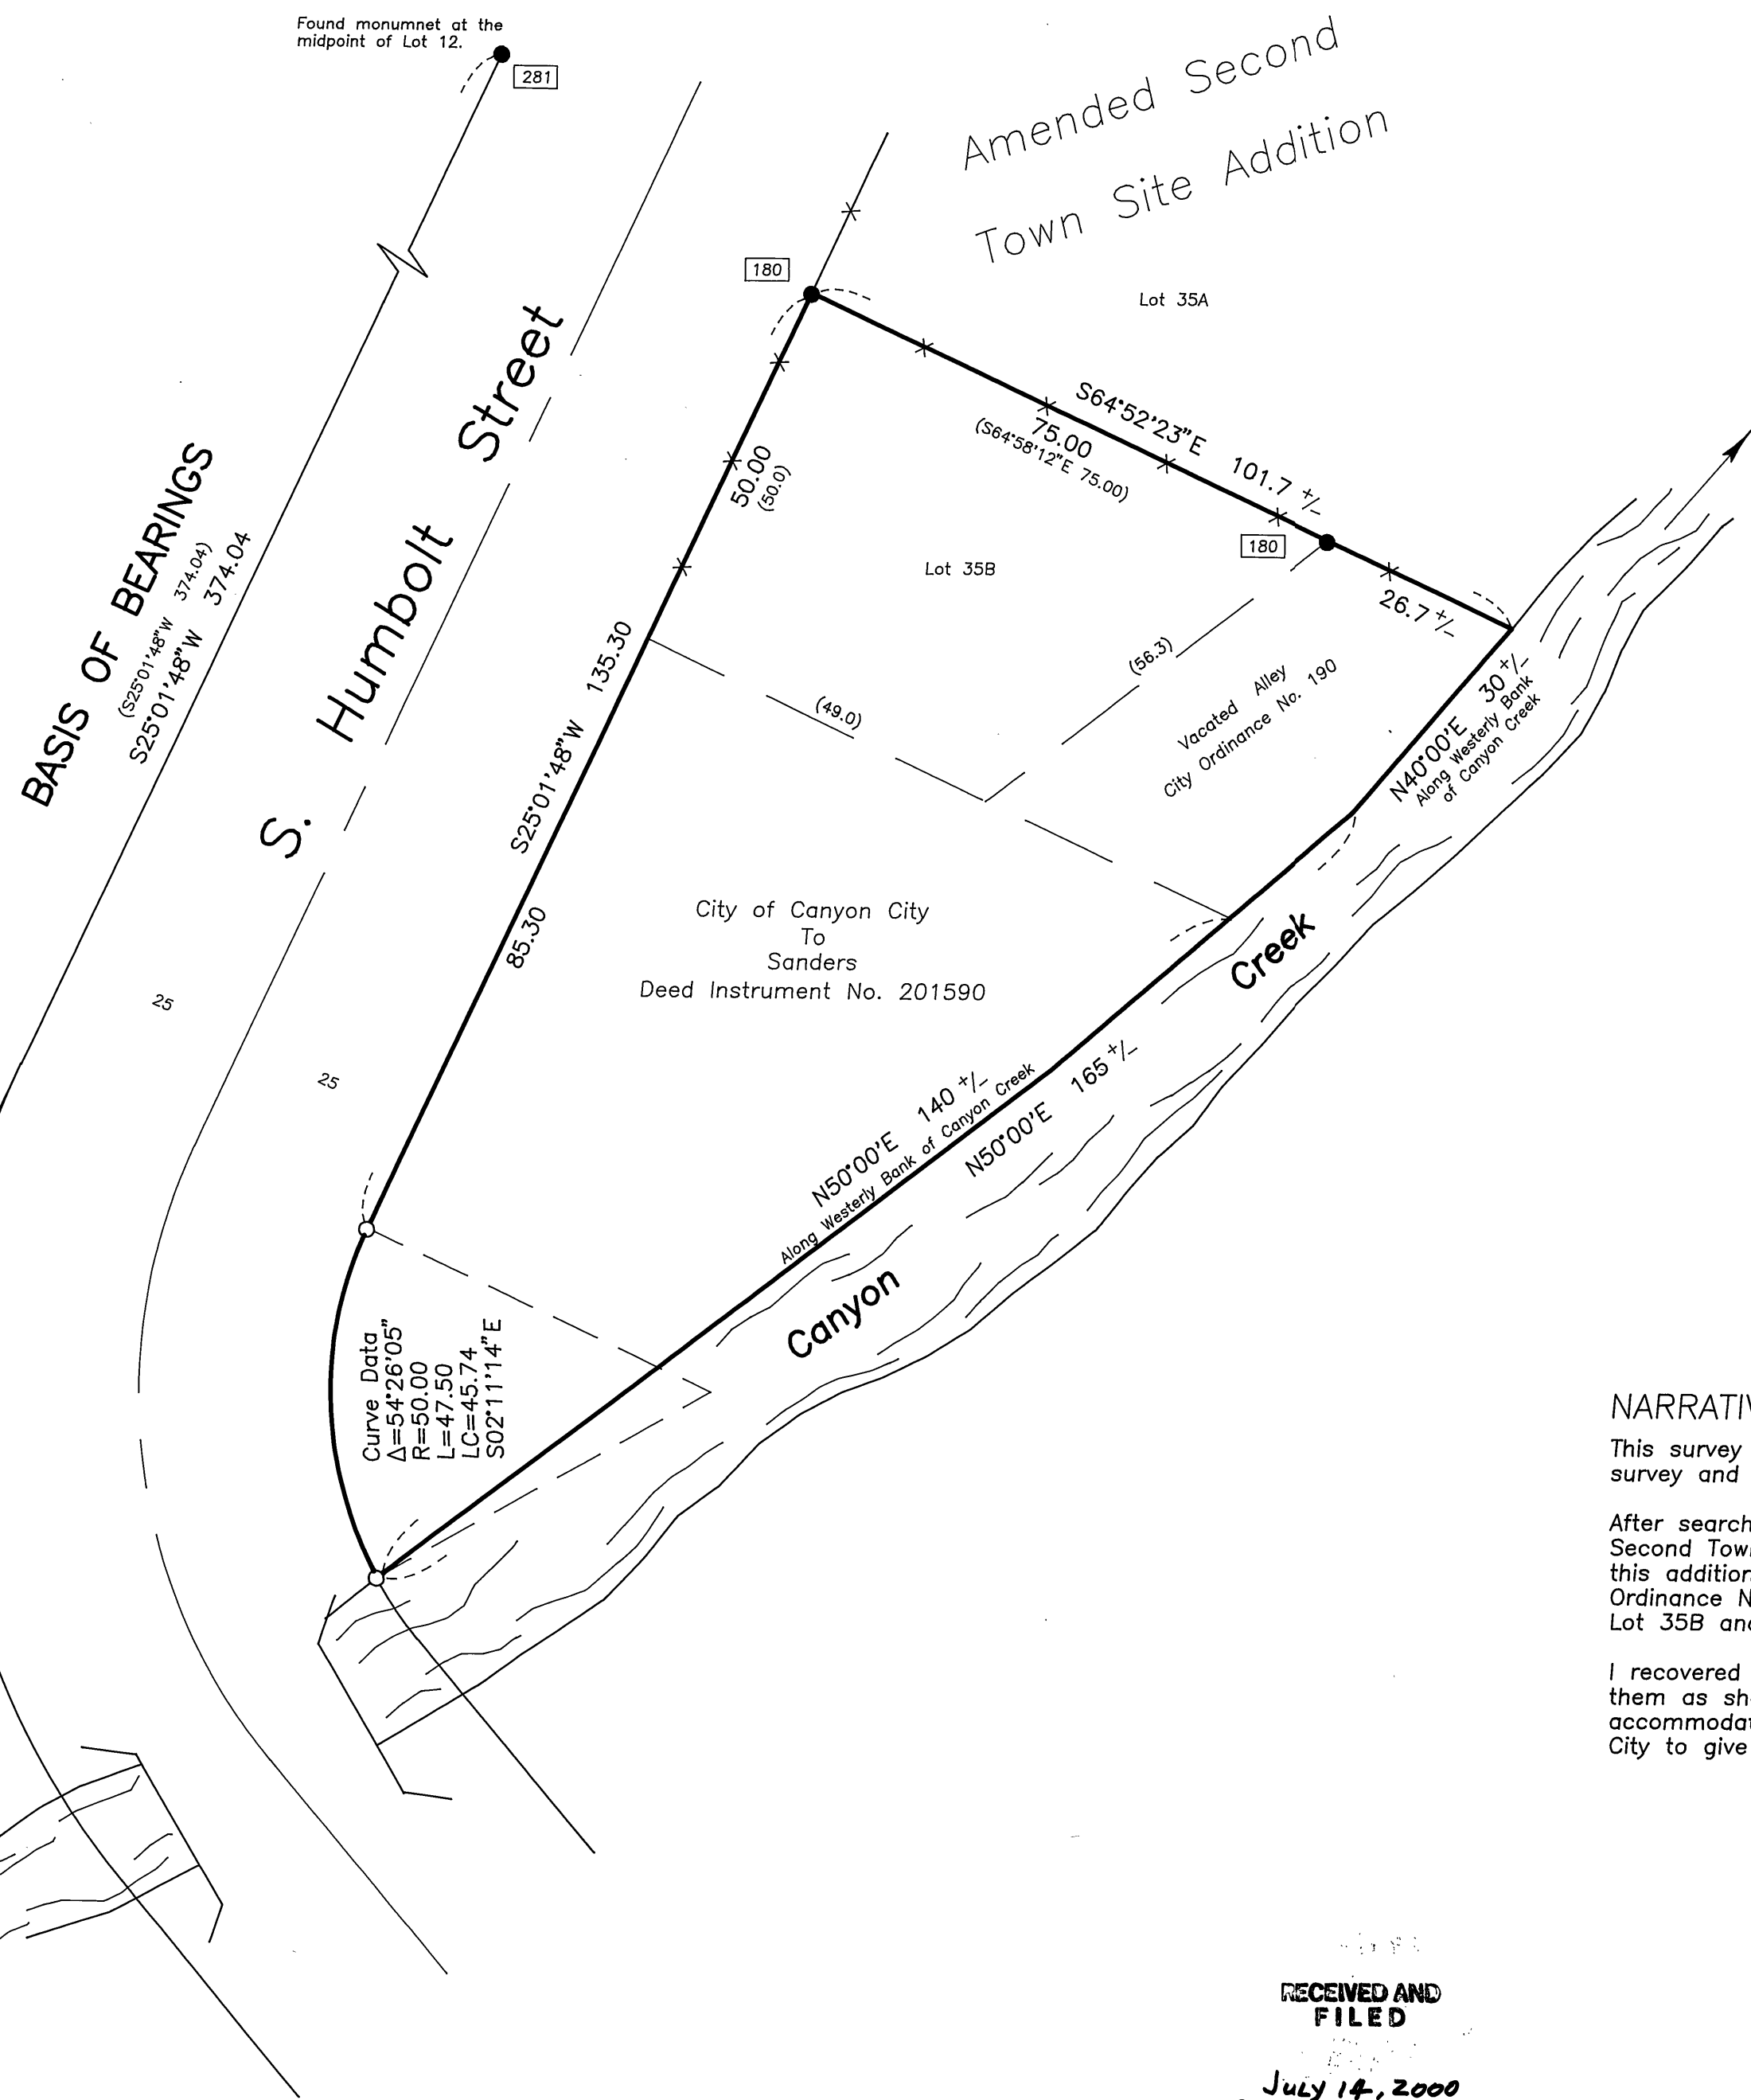 Found monumnet at the
midpoint of Lot 12.
281
Amended Second
Town Site Addition
180
Lot 35A
S64°52'23"E 101.7 +/-
75.00
(S64°58'12"E 75.00)
50.00
(50.0)
180
26.7 +/-
Lot 35B
BASIS OF BEARINGS
(S25°01'48"W 374.04)
S25°01'48"W 374.04
S. Humbolt Street
S25°01'48"W 135.30
(49.0)
(56.3)
Vacated Alley
City Ordinance No. 190
N40°00'E 30 +/-
Along Westerly Bank
of Canyon Creek
85.30
City of Canyon City
To
Sanders
Deed Instrument No. 201590
25
25
N50°00'E 140 +/-
Along Westerly Bank of Canyon Creek
N50°00'E 165 +/-
Canyon Creek
Curve Data
Δ=54°26'05"
R=50.00
L=47.50
LC=45.74
S02°11'14"E
NARRATIV
This survey
survey and
After search
Second Tow
this addition
Ordinance N
Lot 35B and
I recovered
them as sh
accommodat
City to give
RECEIVED AND
FILED
July 14, 2000